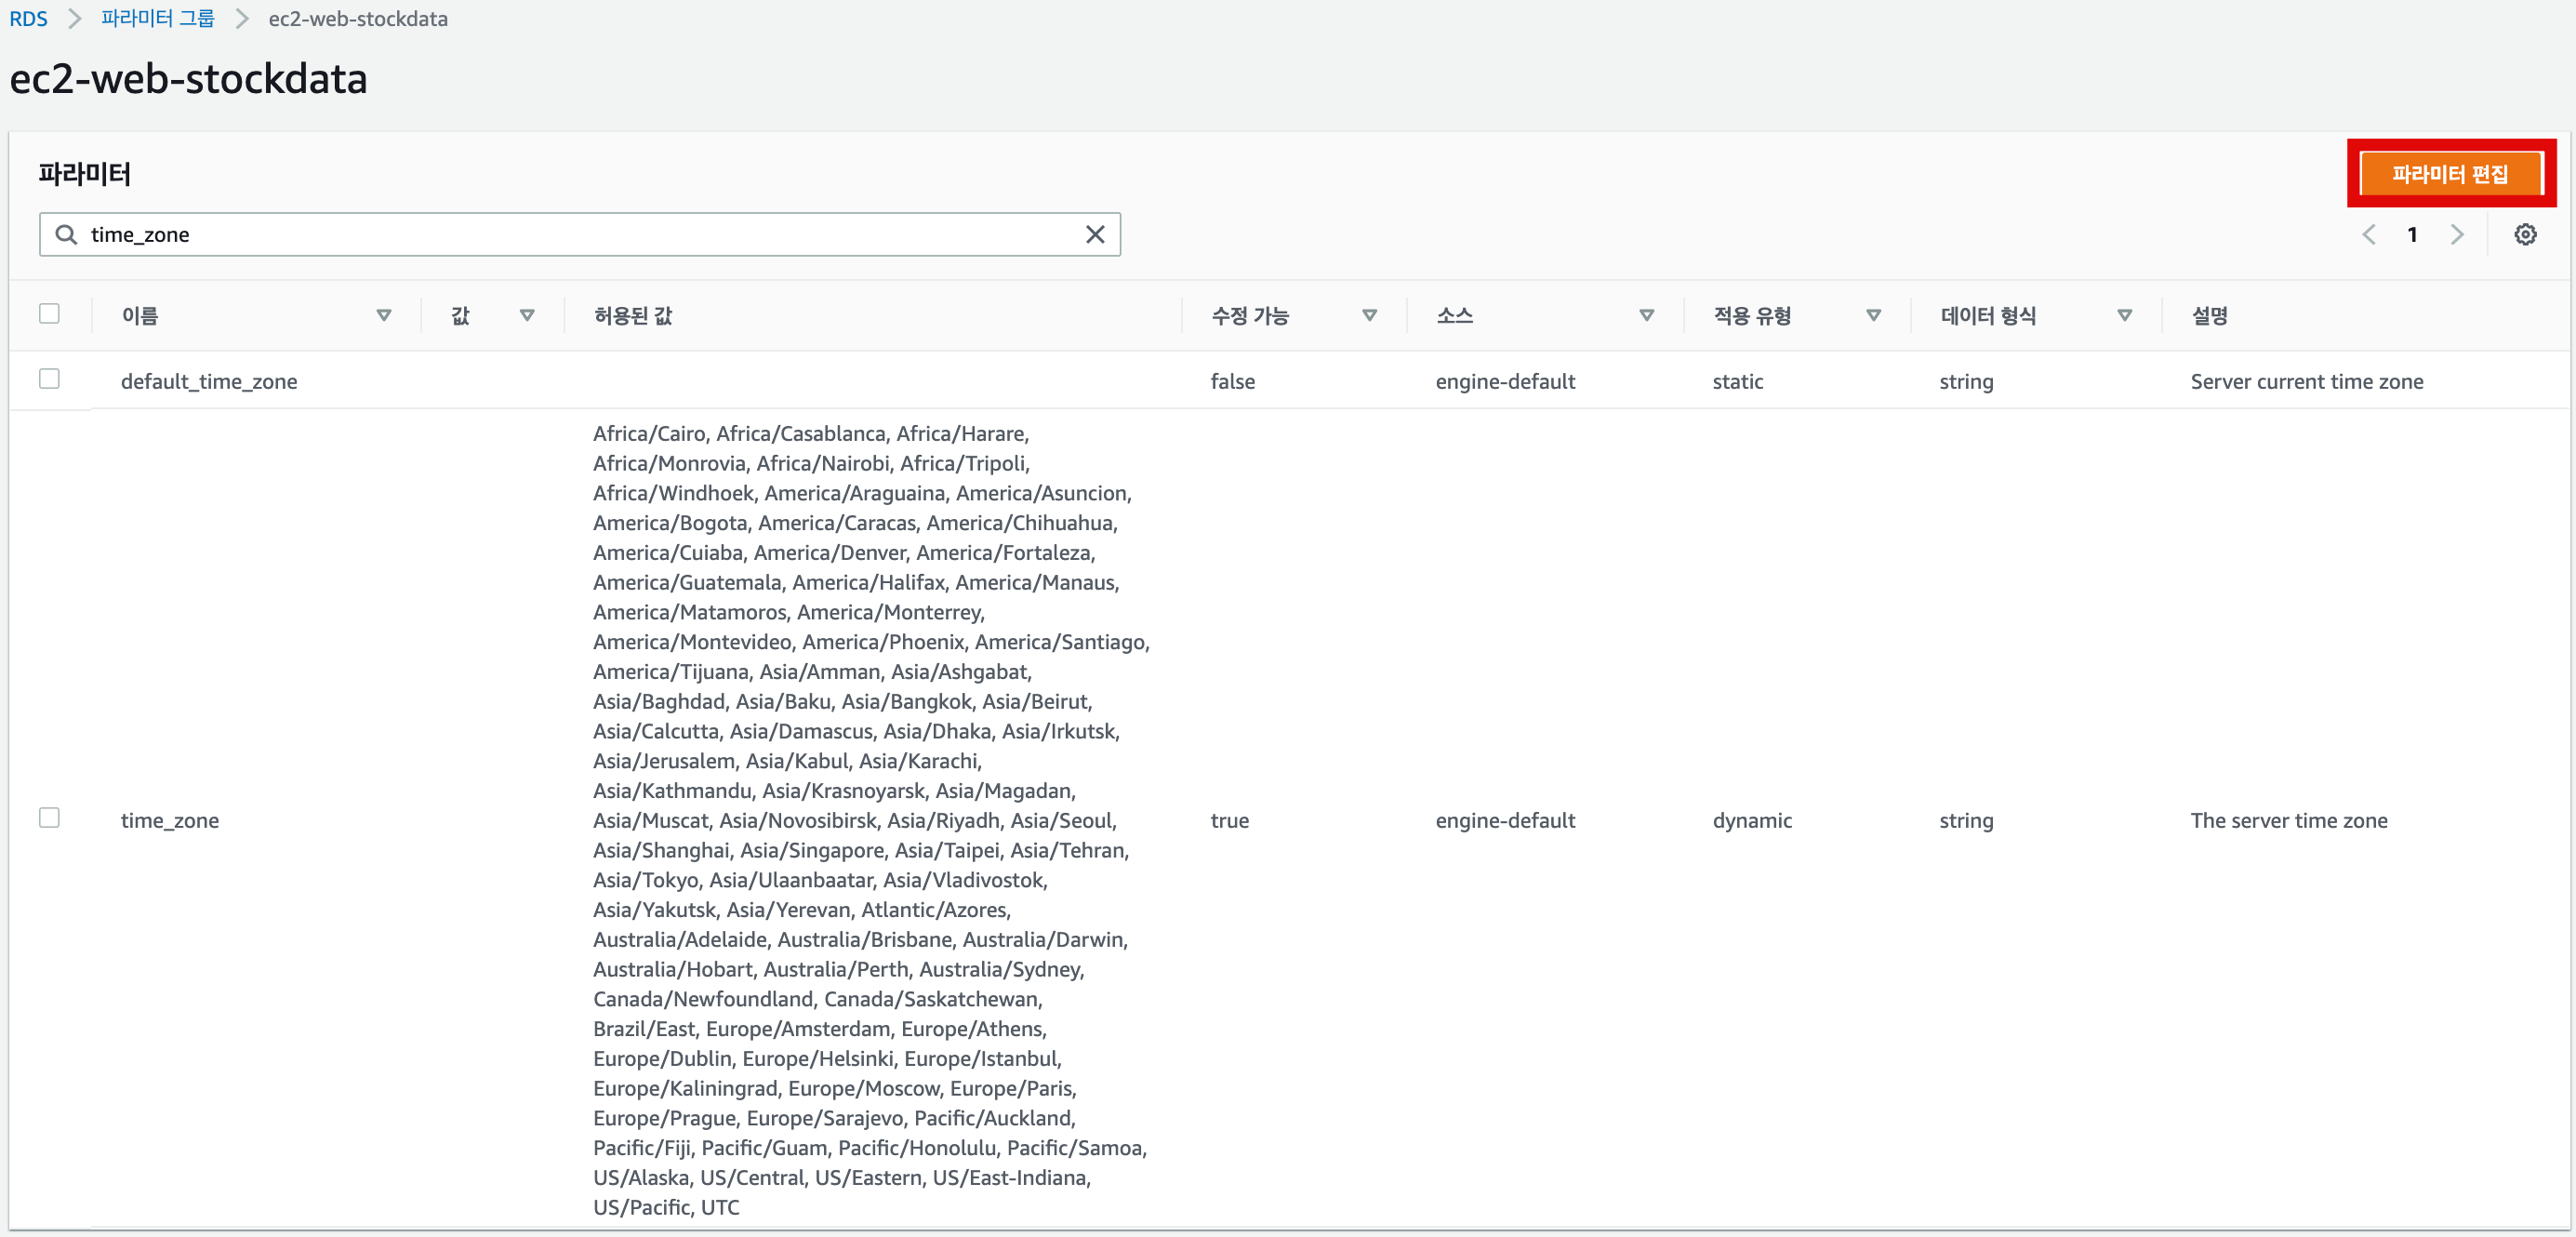 RDS > 파라미터 그룹 > ec2-web-stockdata
ec2-web-stockdata
파라미터
파라미터 편집
time_zone
1
이름 값 허용된 값 수정 가능 소스 적용 유형 데이터 형식 설명
default_time_zone false engine-default static string Server current time zone
Africa/Cairo, Africa/Casablanca, Africa/Harare,
Africa/Monrovia, Africa/Nairobi, Africa/Tripoli,
Africa/Windhoek, America/Araguaina, America/Asuncion,
America/Bogota, America/Caracas, America/Chihuahua,
America/Cuiaba, America/Denver, America/Fortaleza,
America/Guatemala, America/Halifax, America/Manaus,
America/Matamoros, America/Monterrey,
America/Montevideo, America/Phoenix, America/Santiago,
America/Tijuana, Asia/Amman, Asia/Ashgabat,
Asia/Baghdad, Asia/Baku, Asia/Bangkok, Asia/Beirut,
Asia/Calcutta, Asia/Damascus, Asia/Dhaka, Asia/Irkutsk,
Asia/Jerusalem, Asia/Kabul, Asia/Karachi,
Asia/Kathmandu, Asia/Krasnoyarsk, Asia/Magadan,
time_zone Asia/Muscat, Asia/Novosibirsk, Asia/Riyadh, Asia/Seoul, true engine-default dynamic string The server time zone
Asia/Shanghai, Asia/Singapore, Asia/Taipei, Asia/Tehran,
Asia/Tokyo, Asia/Ulaanbaatar, Asia/Vladivostok,
Asia/Yakutsk, Asia/Yerevan, Atlantic/Azores,
Australia/Adelaide, Australia/Brisbane, Australia/Darwin,
Australia/Hobart, Australia/Perth, Australia/Sydney,
Canada/Newfoundland, Canada/Saskatchewan,
Brazil/East, Europe/Amsterdam, Europe/Athens,
Europe/Dublin, Europe/Helsinki, Europe/Istanbul,
Europe/Kaliningrad, Europe/Moscow, Europe/Paris,
Europe/Prague, Europe/Sarajevo, Pacific/Auckland,
Pacific/Fiji, Pacific/Guam, Pacific/Honolulu, Pacific/Samoa,
US/Alaska, US/Central, US/Eastern, US/East-Indiana,
US/Pacific, UTC